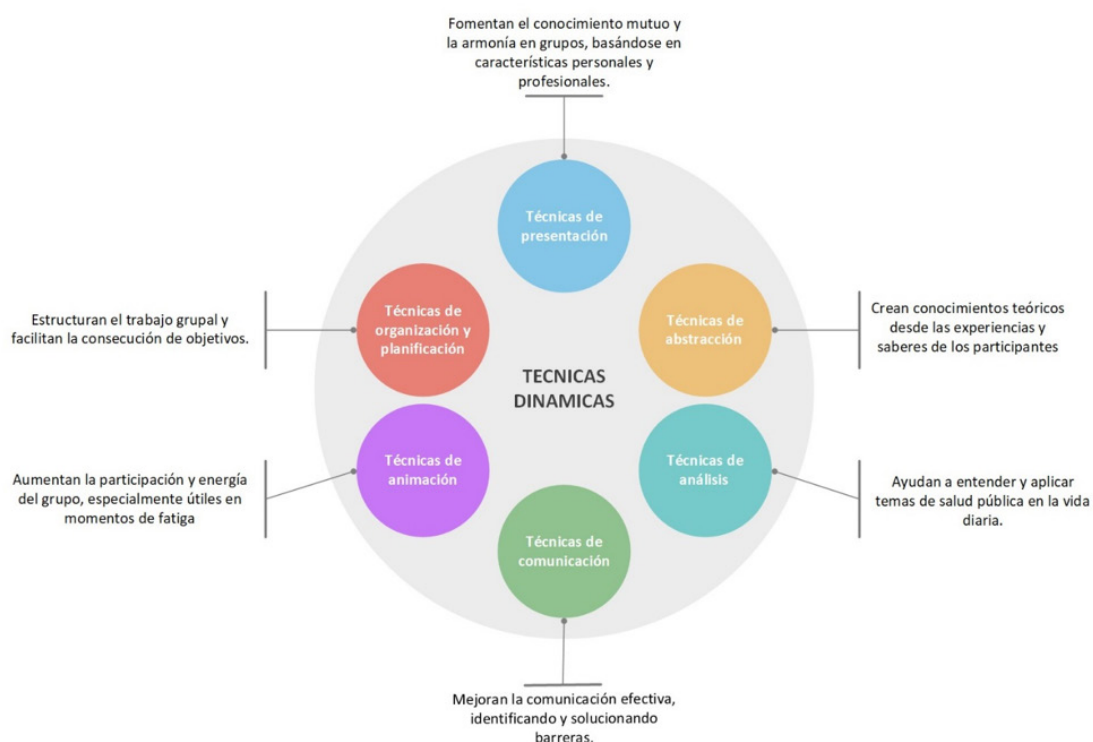 Fomentan el conocimiento mutuo y
la armonía en grupos, basándose en
características personales y
profesionales.
Técnicas de
presentación
Técnicas de
organización y
planificación
Estructuran el trabajo grupal y
facilitan la consecución de objetivos.
Técnicas de
abstracción
Crean conocimientos teóricos
desde las experiencias y
saberes de los participantes
TECNICAS
DINAMICAS
Técnicas de
animación
Aumentan la participación y energía
del grupo, especialmente útiles en
momentos de fatiga
Técnicas de
análisis
Ayudan a entender y aplicar
temas de salud pública en la vida
diaria.
Técnicas de
comunicación
Mejoran la comunicación efectiva,
identificando y solucionando
barreras.